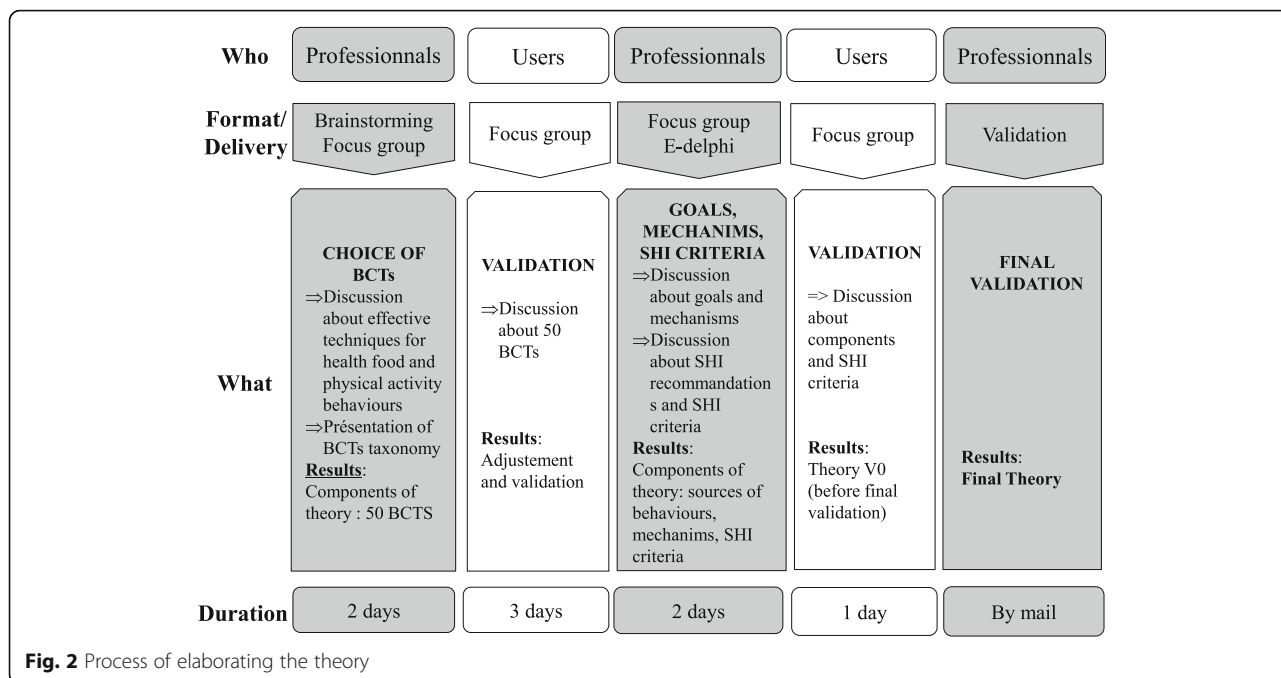 Who
Professionnals
Users
Professionnals
Users
Professionnals
Format/
Delivery
Brainstorming
Focus group
Focus group
Focus group
E-delphi
Focus group
Validation
What
CHOICE OF
BCTs
⇒Discussion
about effective
techniques for
health food and
physical activity
behaviours
⇒Présentation of
BCTs taxonomy
Results:
Components of
theory : 50 BCTS
VALIDATION
⇒Discussion
about 50
BCTs
Results:
Adjustement
and validation
GOALS,
MECHANIMS,
SHI CRITERIA
⇒Discussion
about goals and
mechanisms
⇒Discussion
about SHI
recommandation
s and SHI
criteria
Results:
Components of
theory: sources of
behaviours,
mechanims, SHI
criteria
VALIDATION
=> Discussion
about
components
and SHI
criteria
Results:
Theory V0
(before final
validation)
FINAL
VALIDATION
Results:
Final Theory
Duration
2 days
3 days
2 days
1 day
By mail
Fig. 2 Process of elaborating the theory